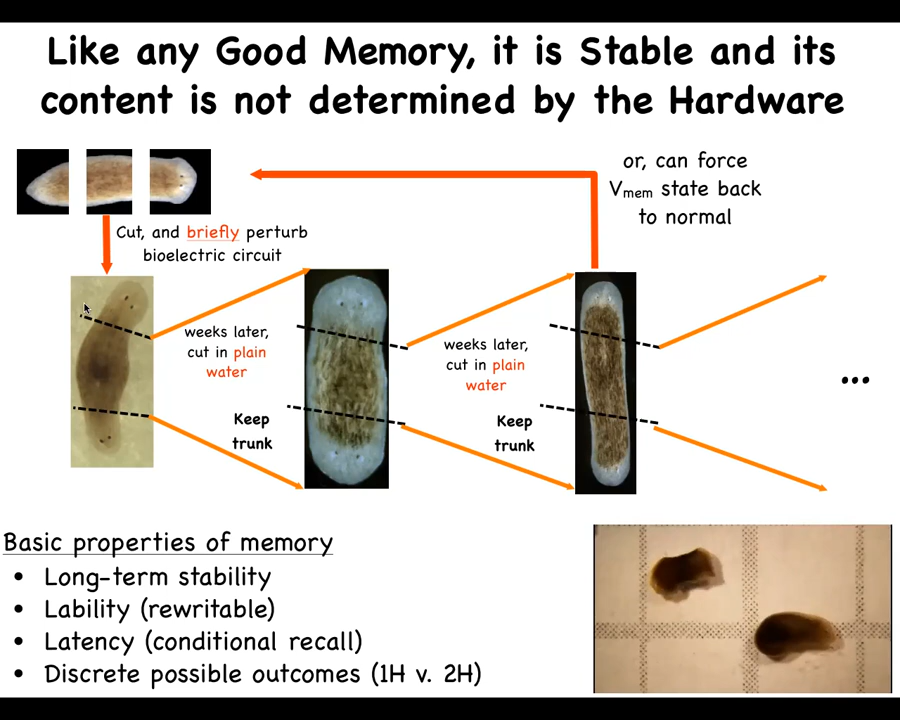 Like any Good Memory, it is Stable and its
content is not determined by the Hardware
or, can force
Vmem state back
to normal
Cut, and briefly perturb
bioelectric circuit
weeks later,
cut in plain
water
Keep
trunk
weeks later,
cut in plain
water
Keep
trunk
...
Basic properties of memory
• Long-term stability
• Lability (rewritable)
• Latency (conditional recall)
• Discrete possible outcomes (1H v. 2H)